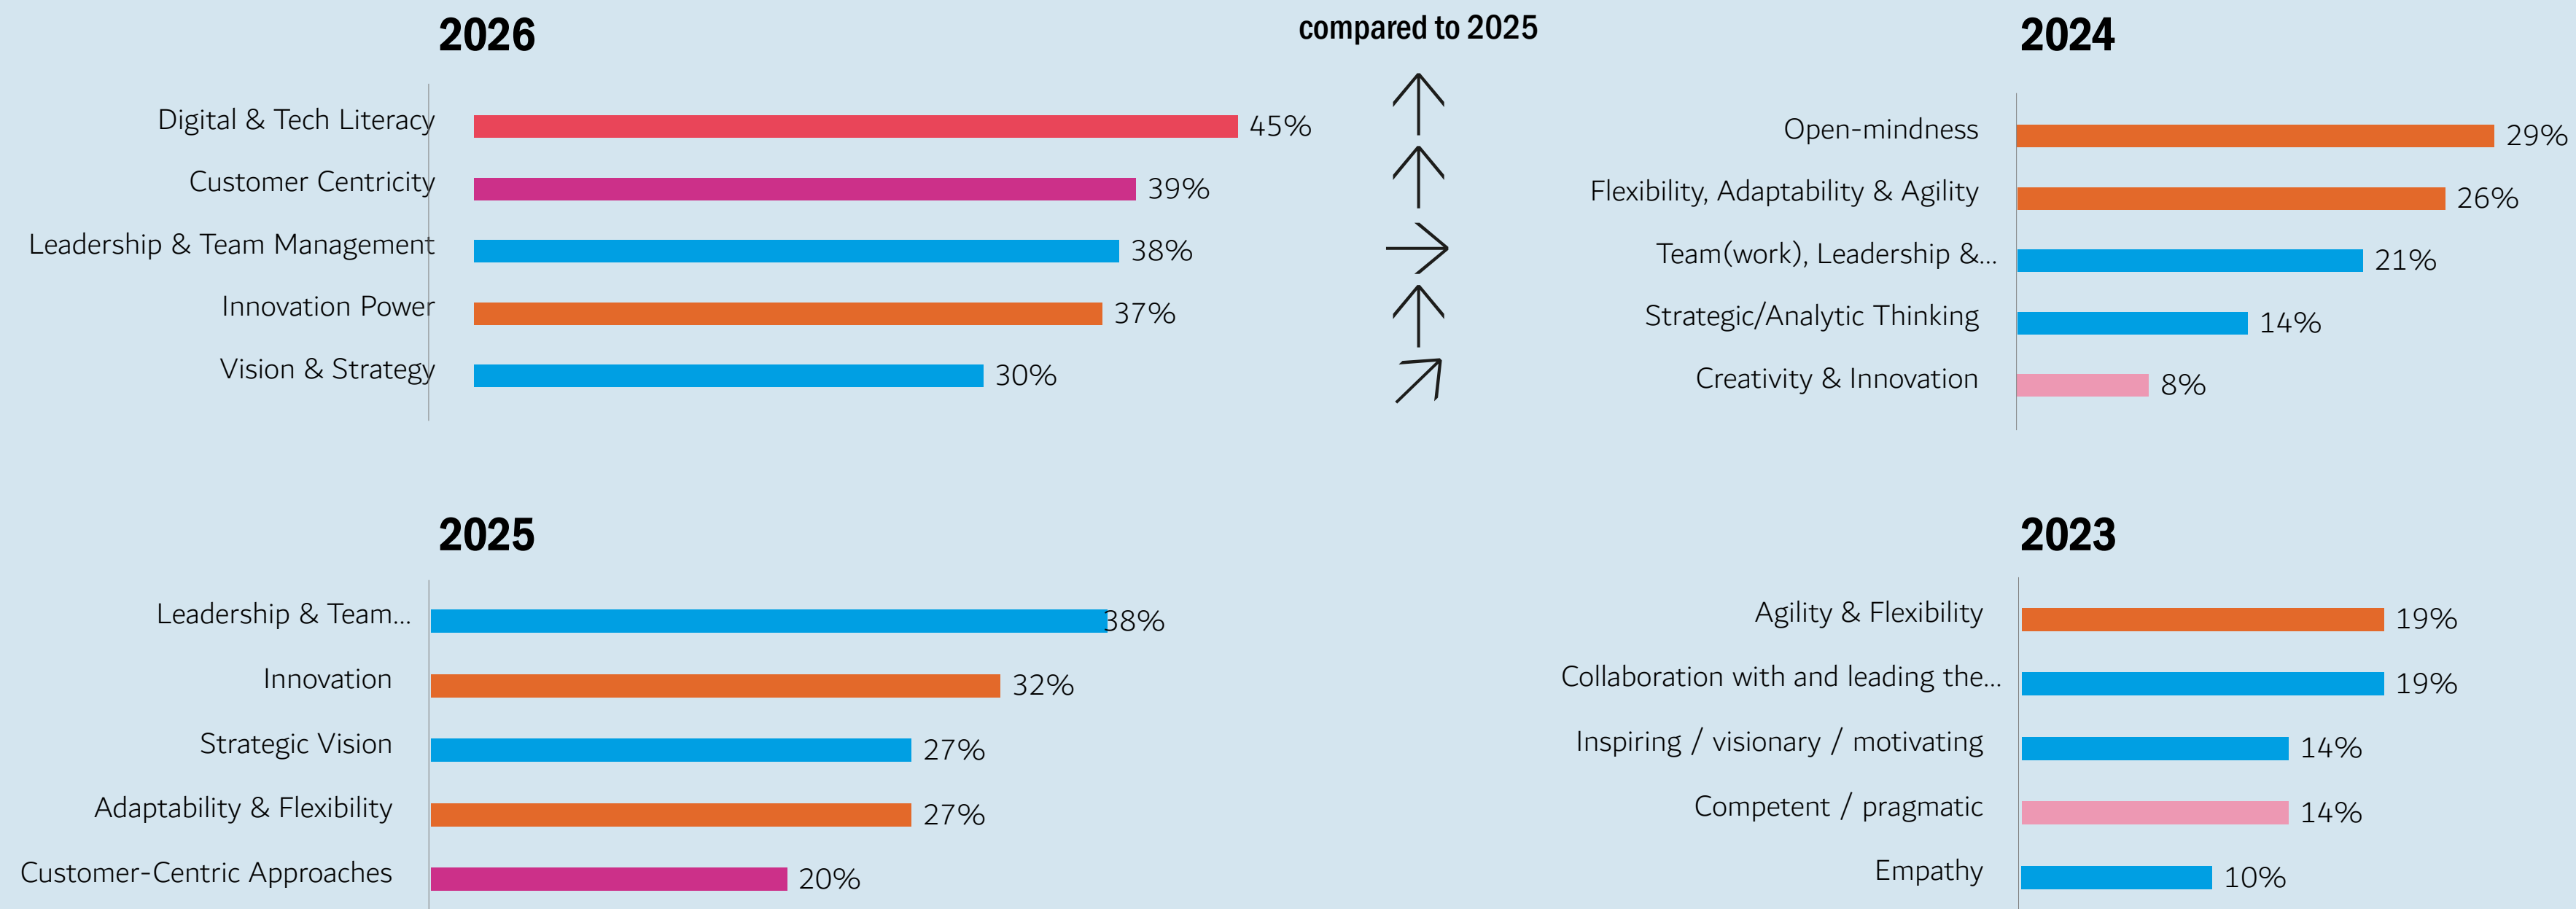 2026
compared to 2025
Digital & Tech Literacy 45%
Customer Centricity 39%
Leadership & Team Management 38%
Innovation Power 37%
Vision & Strategy 30%
2024
Open-mindness 29%
Flexibility, Adaptability & Agility 26%
Team(work), Leadership &... 21%
Strategic/Analytic Thinking 14%
Creativity & Innovation 8%
2025
Leadership & Team... 38%
Innovation 32%
Strategic Vision 27%
Adaptability & Flexibility 27%
Customer-Centric Approaches 20%
2023
Agility & Flexibility 19%
Collaboration with and leading the... 19%
Inspiring / visionary / motivating 14%
Competent / pragmatic 14%
Empathy 10%